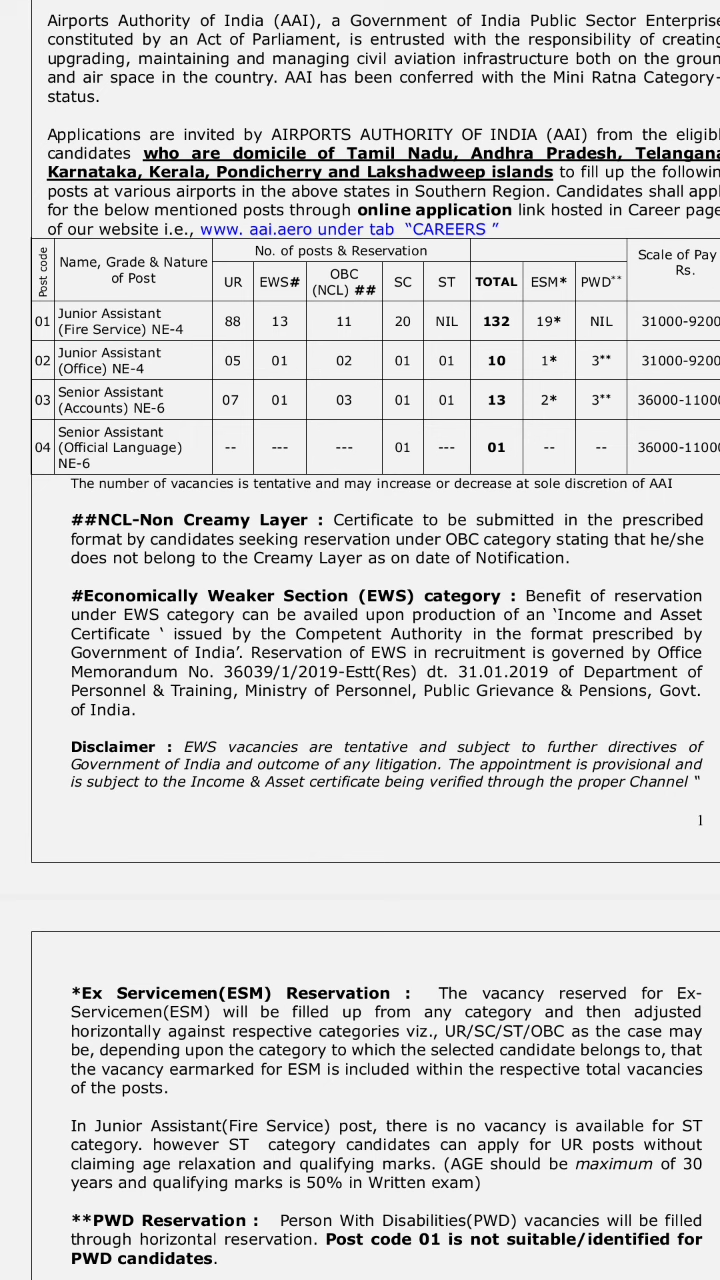 Airports Authority of India (AAI), a Government of India Public Sector Enterprise
constituted by an Act of Parliament, is entrusted with the responsibility of creating
upgrading, maintaining and managing civil aviation infrastructure both on the groun
and air space in the country. AAI has been conferred with the Mini Ratna Category-
status.
Applications are invited by AIRPORTS AUTHORITY OF INDIA (AAI) from the eligibl
candidates who are domicile of Tamil Nadu, Andhra Pradesh, Telangana
Karnataka, Kerala, Pondicherry and Lakshadweep islands to fill up the followin
posts at various airports in the above states in Southern Region. Candidates shall appl
for the below mentioned posts through online application link hosted in Career page
of our website i.e., www. aai.aero under tab "CAREERS "
Post code Name, Grade & Nature of Post No. of posts & Reservation Scale of Pay Rs.
UR EWS# OBC (NCL) ## SC ST TOTAL ESM* PWD**
01 Junior Assistant (Fire Service) NE-4 88 13 11 20 NIL 132 19* NIL 31000-9200
02 Junior Assistant (Office) NE-4 05 01 02 01 01 10 1* 3** 31000-9200
03 Senior Assistant (Accounts) NE-6 07 01 03 01 01 13 2* 3** 36000-11000
04 Senior Assistant (Official Language) NE-6 -- --- --- 01 --- 01 -- -- 36000-11000
The number of vacancies is tentative and may increase or decrease at sole discretion of AAI
##NCL-Non Creamy Layer : Certificate to be submitted in the prescribed
format by candidates seeking reservation under OBC category stating that he/she
does not belong to the Creamy Layer as on date of Notification.
#Economically Weaker Section (EWS) category : Benefit of reservation
under EWS category can be availed upon production of an 'Income and Asset
Certificate ' issued by the Competent Authority in the format prescribed by
Government of India'. Reservation of EWS in recruitment is governed by Office
Memorandum No. 36039/1/2019-Estt(Res) dt. 31.01.2019 of Department of
Personnel & Training, Ministry of Personnel, Public Grievance & Pensions, Govt.
of India.
Disclaimer : EWS vacancies are tentative and subject to further directives of
Government of India and outcome of any litigation. The appointment is provisional and
is subject to the Income & Asset certificate being verified through the proper Channel "
1
*Ex Servicemen(ESM) Reservation : The vacancy reserved for Ex-
Servicemen(ESM) will be filled up from any category and then adjusted
horizontally against respective categories viz., UR/SC/ST/OBC as the case may
be, depending upon the category to which the selected candidate belongs to, that
the vacancy earmarked for ESM is included within the respective total vacancies
of the posts.
In Junior Assistant(Fire Service) post, there is no vacancy is available for ST
category. however ST category candidates can apply for UR posts without
claiming age relaxation and qualifying marks. (AGE should be maximum of 30
years and qualifying marks is 50% in Written exam)
**PWD Reservation : Person With Disabilities(PWD) vacancies will be filled
through horizontal reservation. Post code 01 is not suitable/identified for
PWD candidates.